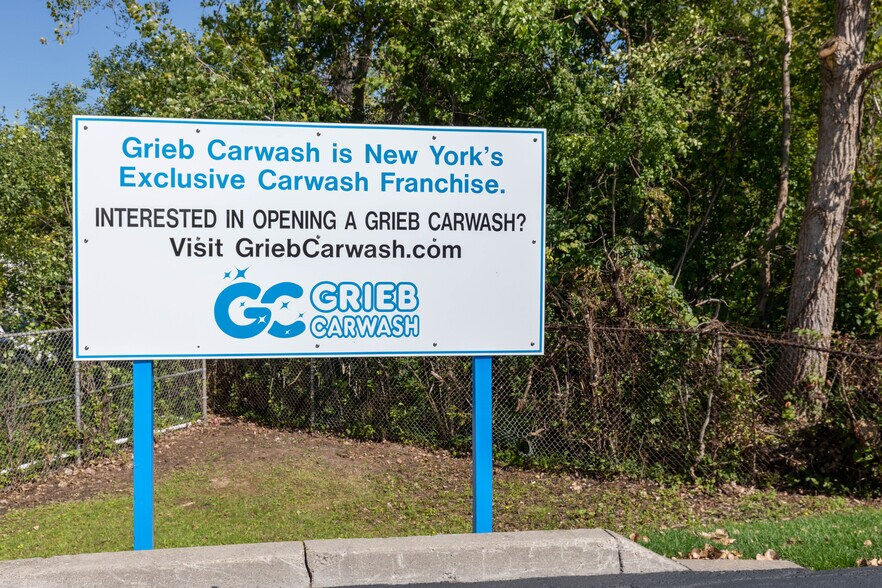 Grieb Carwash is New York's
Exclusive Carwash Franchise.
INTERESTED IN OPENING A GRIEB CARWASH?
Visit GriebCarwash.com
GC GRIEB
CARWASH